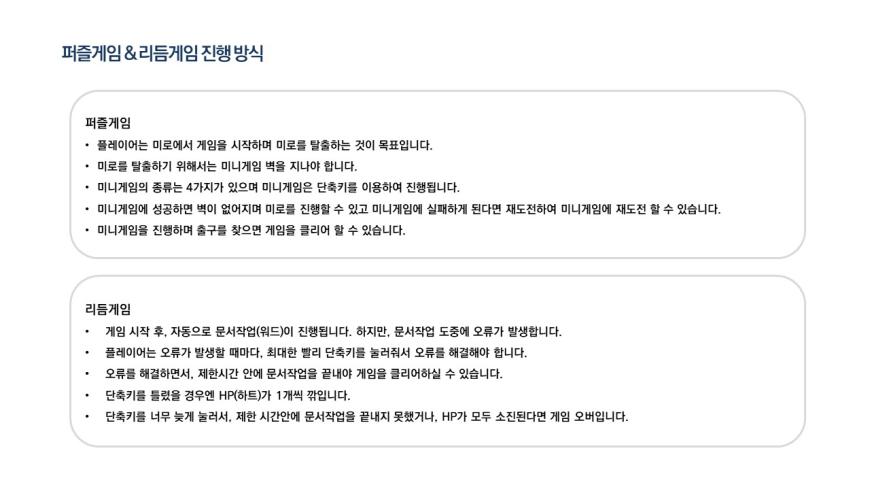 퍼즐게임 & 리듬게임 진행 방식
퍼즐게임
• 플레이어는 미로에서 게임을 시작하며 미로를 탈출하는 것이 목표입니다.
• 미로를 탈출하기 위해서는 미니게임 벽을 지나야 합니다.
• 미니게임의 종류는 4가지가 있으며 미니게임은 단축키를 이용하여 진행됩니다.
• 미니게임에 성공하면 벽이 없어지며 미로를 진행할 수 있고 미니게임에 실패하게 된다면 재도전하여 미니게임에 재도전 할 수 있습니다.
• 미니게임을 진행하며 출구를 찾으면 게임을 클리어 할 수 있습니다.
리듬게임
• 게임 시작 후, 자동으로 문서작업(워드)이 진행됩니다. 하지만, 문서작업 도중에 오류가 발생합니다.
• 플레이어는 오류가 발생할 때마다, 최대한 빨리 단축키를 눌러줘서 오류를 해결해야 합니다.
• 오류를 해결하면서, 제한시간 안에 문서작업을 끝내야 게임을 클리어하실 수 있습니다.
• 단축키를 틀렸을 경우엔 HP(하트)가 1개씩 깎입니다.
• 단축키를 너무 늦게 눌러서, 제한 시간안에 문서작업을 끝내지 못했거나, HP가 모두 소진된다면 게임 오버입니다.